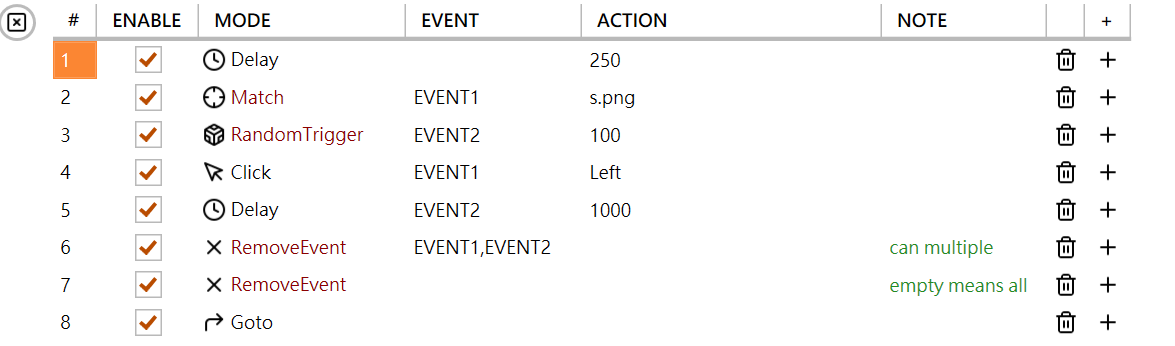 # ENABLE MODE EVENT ACTION NOTE +
1 Delay 250 +
2 Match EVENT1 s.png +
3 RandomTrigger EVENT2 100 +
4 Click EVENT1 Left +
5 Delay EVENT2 1000 +
6 RemoveEvent EVENT1,EVENT2 can multiple +
7 RemoveEvent empty means all +
8 Goto +